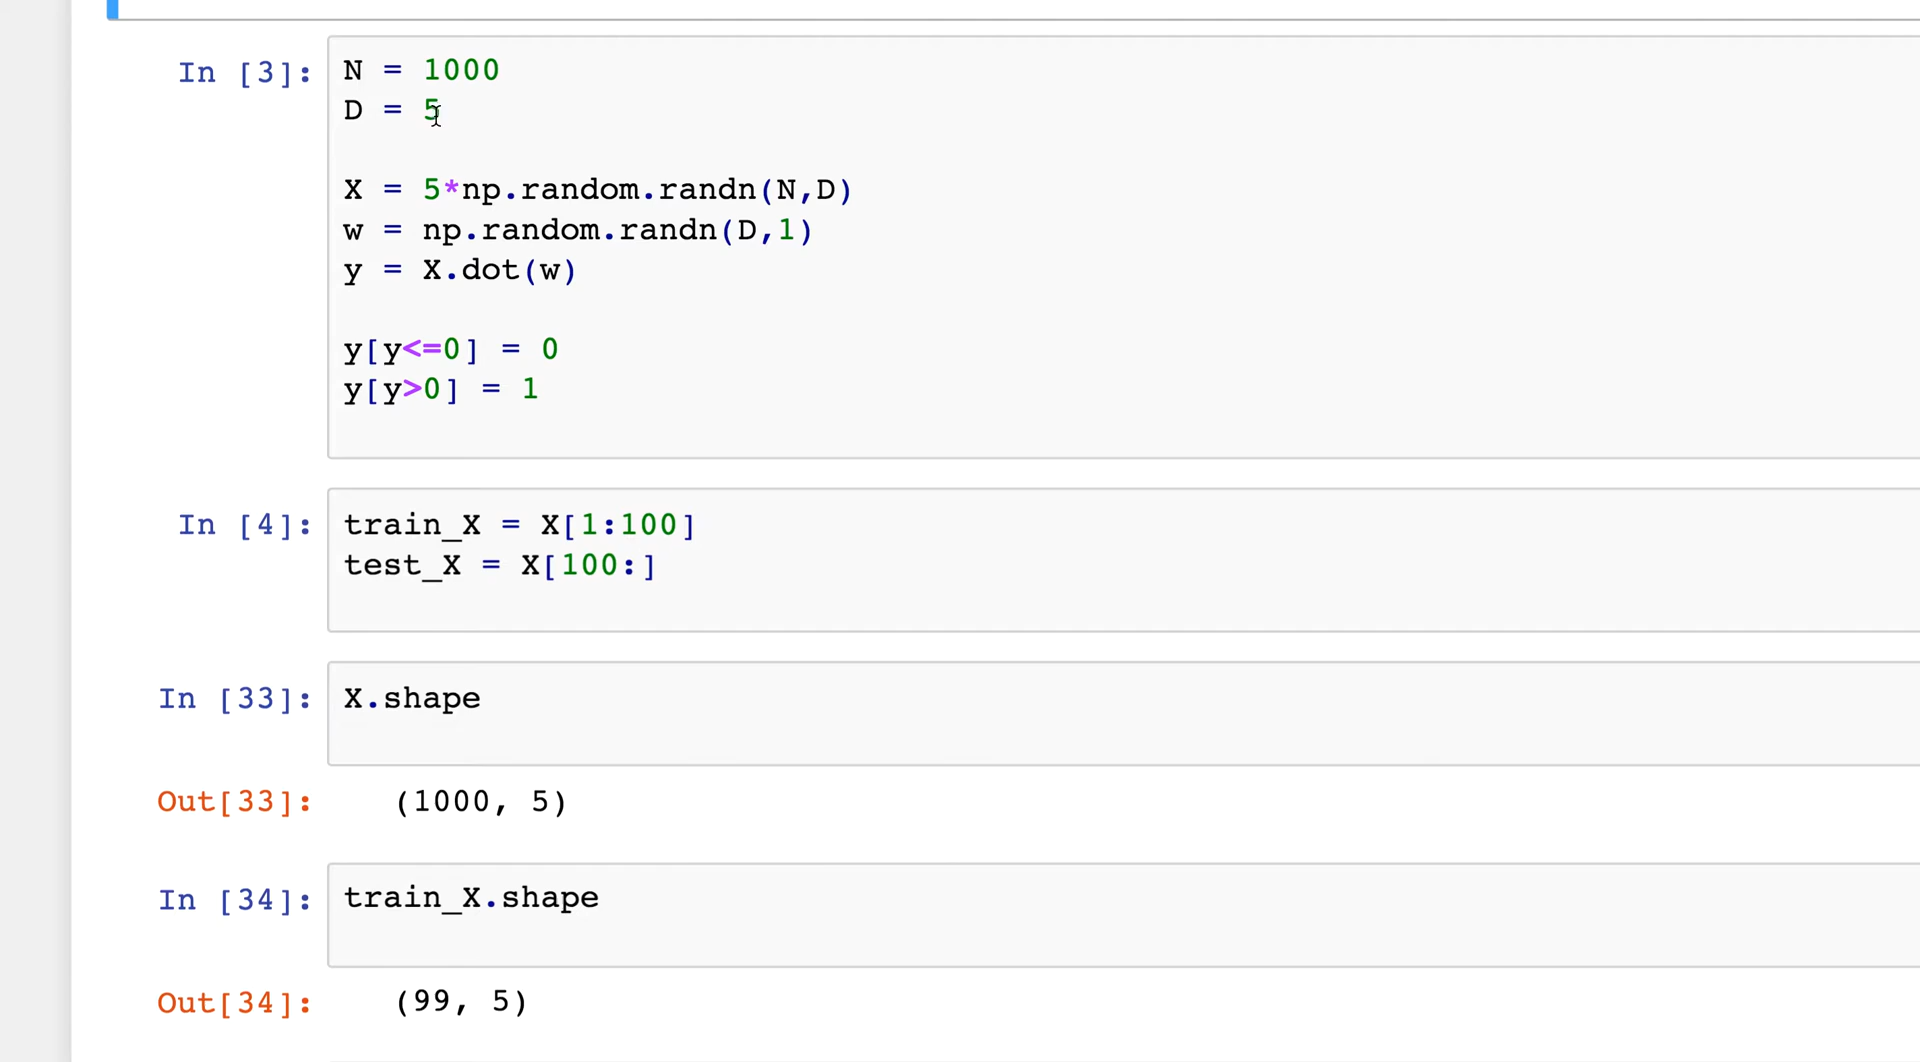 In [3]:
N = 1000
D = 5
X = 5*np.random.randn(N,D)
w = np.random.randn(D,1)
y = X.dot(w)
y[y<=0] = 0
y[y>0] = 1
In [4]:
train_X = X[1:100]
test_X = X[100:]
In [33]:
X.shape
Out[33]:
(1000, 5)
In [34]:
train_X.shape
Out[34]:
(99, 5)